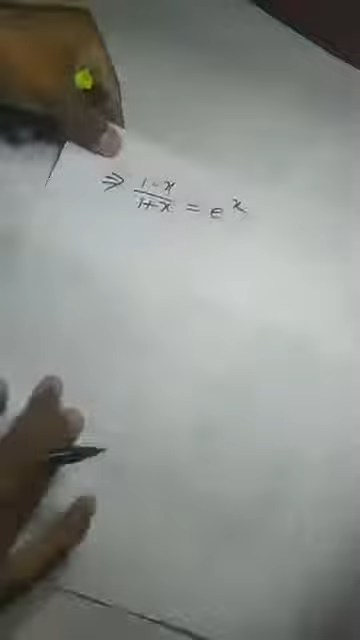 ⇒ (1-x)/(1+x) = e^x